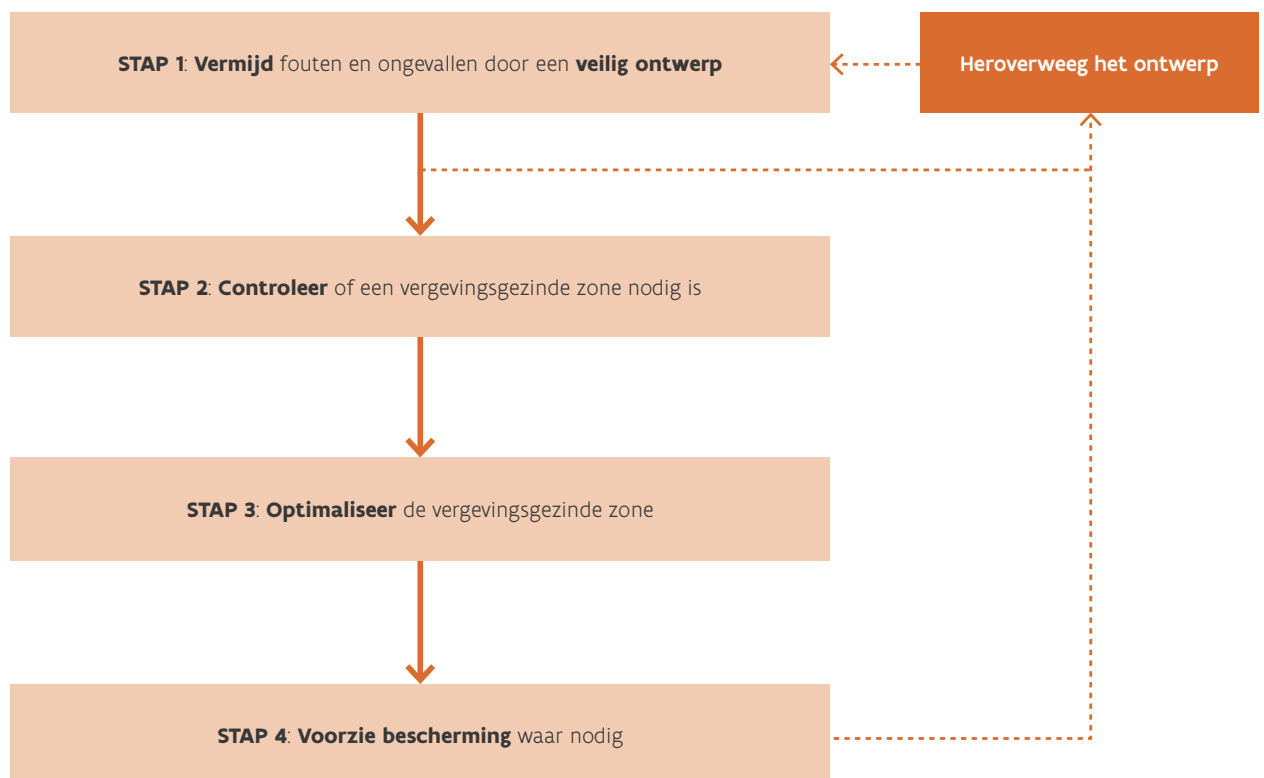 STAP 1: Vermijd fouten en ongevallen door een veilig ontwerp
Heroverweeg het ontwerp
STAP 2: Controleer of een vergevingsgezinde zone nodig is
STAP 3: Optimaliseer de vergevingsgezinde zone
STAP 4: Voorzie bescherming waar nodig